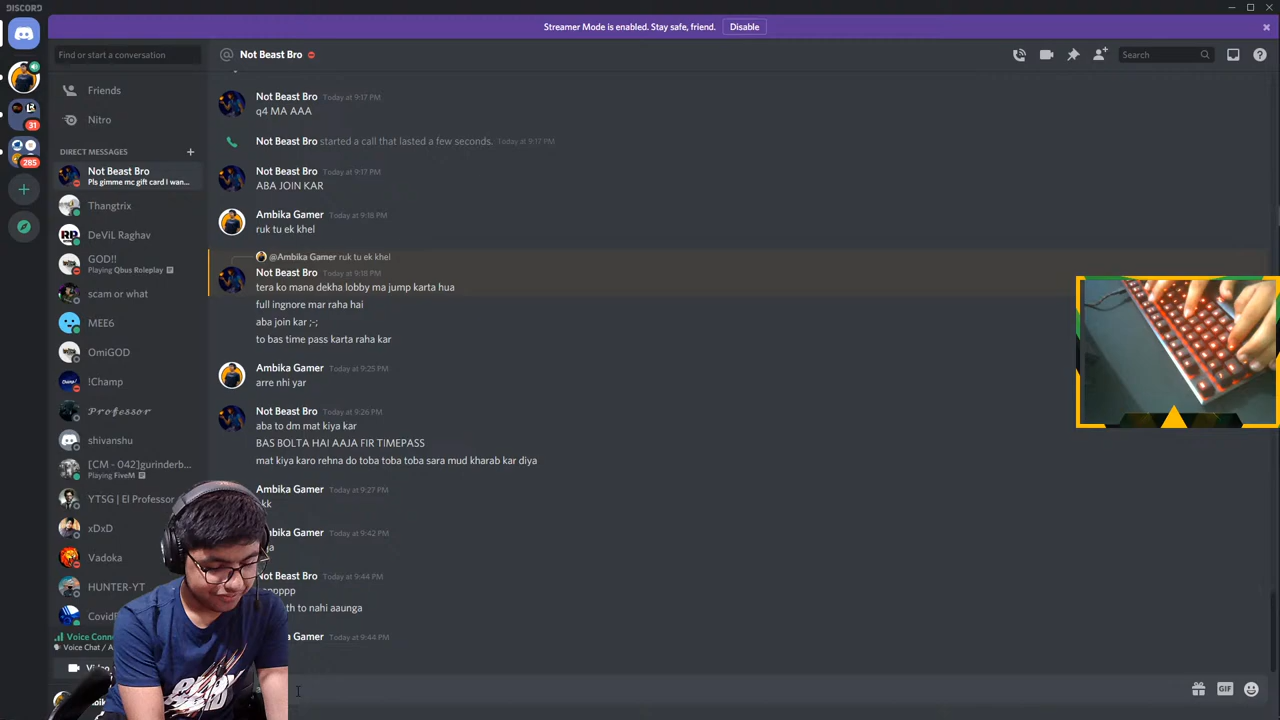 DISCORD
Streamer Mode is enabled. Stay safe, friend.
Disable
Find or start a conversation
Not Beast Bro
Search
Friends
Nitro
DIRECT MESSAGES
Not Beast Bro
Pls gimme mc gift card I wan...
Thangtrix
DeViL Raghav
GOD!!
Playing Qbus Roleplay
scam or what
MEE6
OmiGOD
!Champ
𝓟𝓻𝓸𝓯𝓮𝓼𝓼𝓸𝓻
shivanshu
[CM - 042]gurinderb...
Playing FiveM
YTSG | El Professor
xDxD
Vadoka
HUNTER-YT
Voice Chat / A
31
285
Not Beast Bro Today at 9:17 PM
q4 MA AAA
Not Beast Bro started a call that lasted a few seconds. Today at 9:17 PM
Not Beast Bro Today at 9:17 PM
ABA JOIN KAR
Ambika Gamer Today at 9:18 PM
ruk tu ek khel
@Ambika Gamer ruk tu ek khel
Not Beast Bro Today at 9:18 PM
tera ko mana dekha lobby ma jump karta hua
full ingnore mar raha hai
aba join kar ;-;
to bas time pass karta raha kar
Ambika Gamer Today at 9:25 PM
arre nhi yar
Not Beast Bro Today at 9:26 PM
aba to dm mat kiya kar
BAS BOLTA HAI AAJA FIR TIMEPASS
mat kiya karo rehna do toba toba toba sara mud kharab kar diya
Ambika Gamer Today at 9:27 PM
Today at 9:42 PM
Not Beast Bro Today at 9:44 PM
to nahi aaunga
Gamer Today at 9:44 PM
GIF